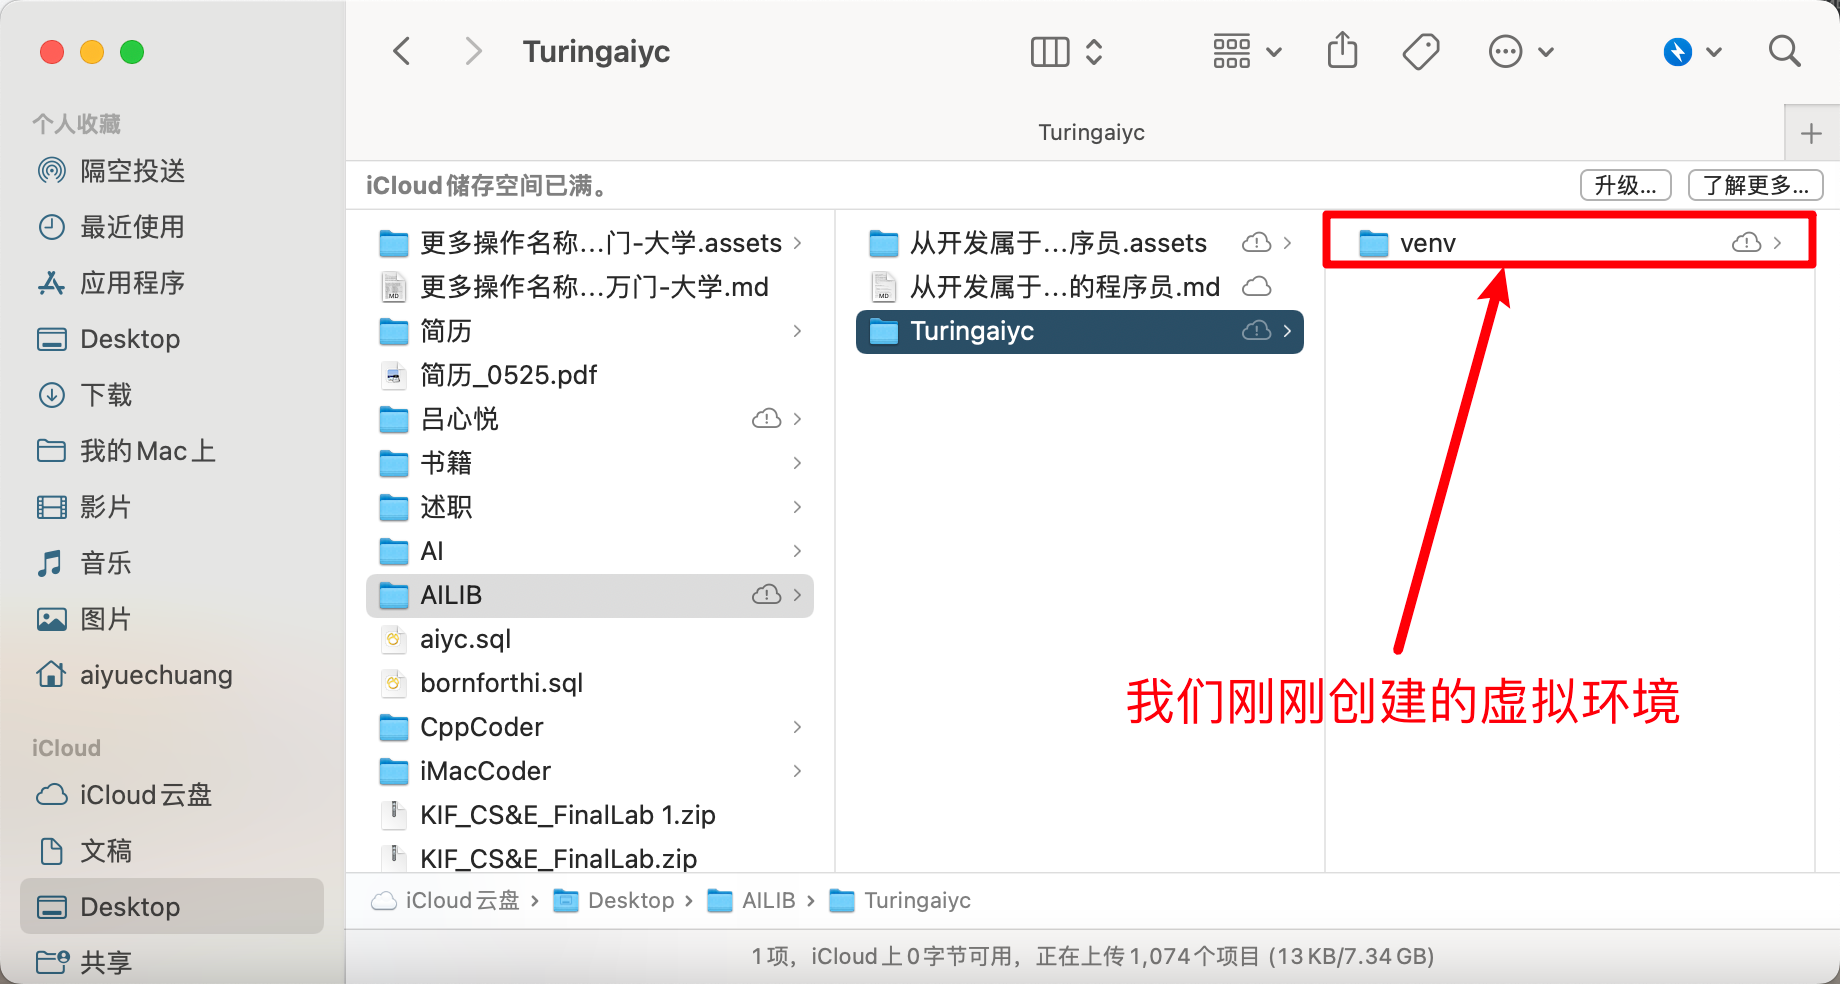 Turingaiyc
Turingaiyc
iCloud储存空间已满。
升级...
了解更多...
个人收藏
隔空投送
最近使用
应用程序
Desktop
下载
我的Mac上
影片
音乐
图片
aiyuechuang
iCloud
iCloud云盘
文稿
Desktop
共享
更多操作名称...门-大学.assets
更多操作名称...万门-大学.md
MD
简历
简历_0525.pdf
吕心悦
书籍
述职
AI
AILIB
aiyc.sql
bornforthi.sql
CppCoder
iMacCoder
KIF_CS&E_FinalLab 1.zip
KIF_CS&E_FinalLab.zip
从开发属于...序员.assets
从开发属于...的程序员.md
MD
Turingaiyc
venv
我们刚刚创建的虚拟环境
iCloud云盘 › Desktop › AILIB › Turingaiyc
1项，iCloud上0字节可用，正在上传1,074个项目 (13 KB/7.34 GB)